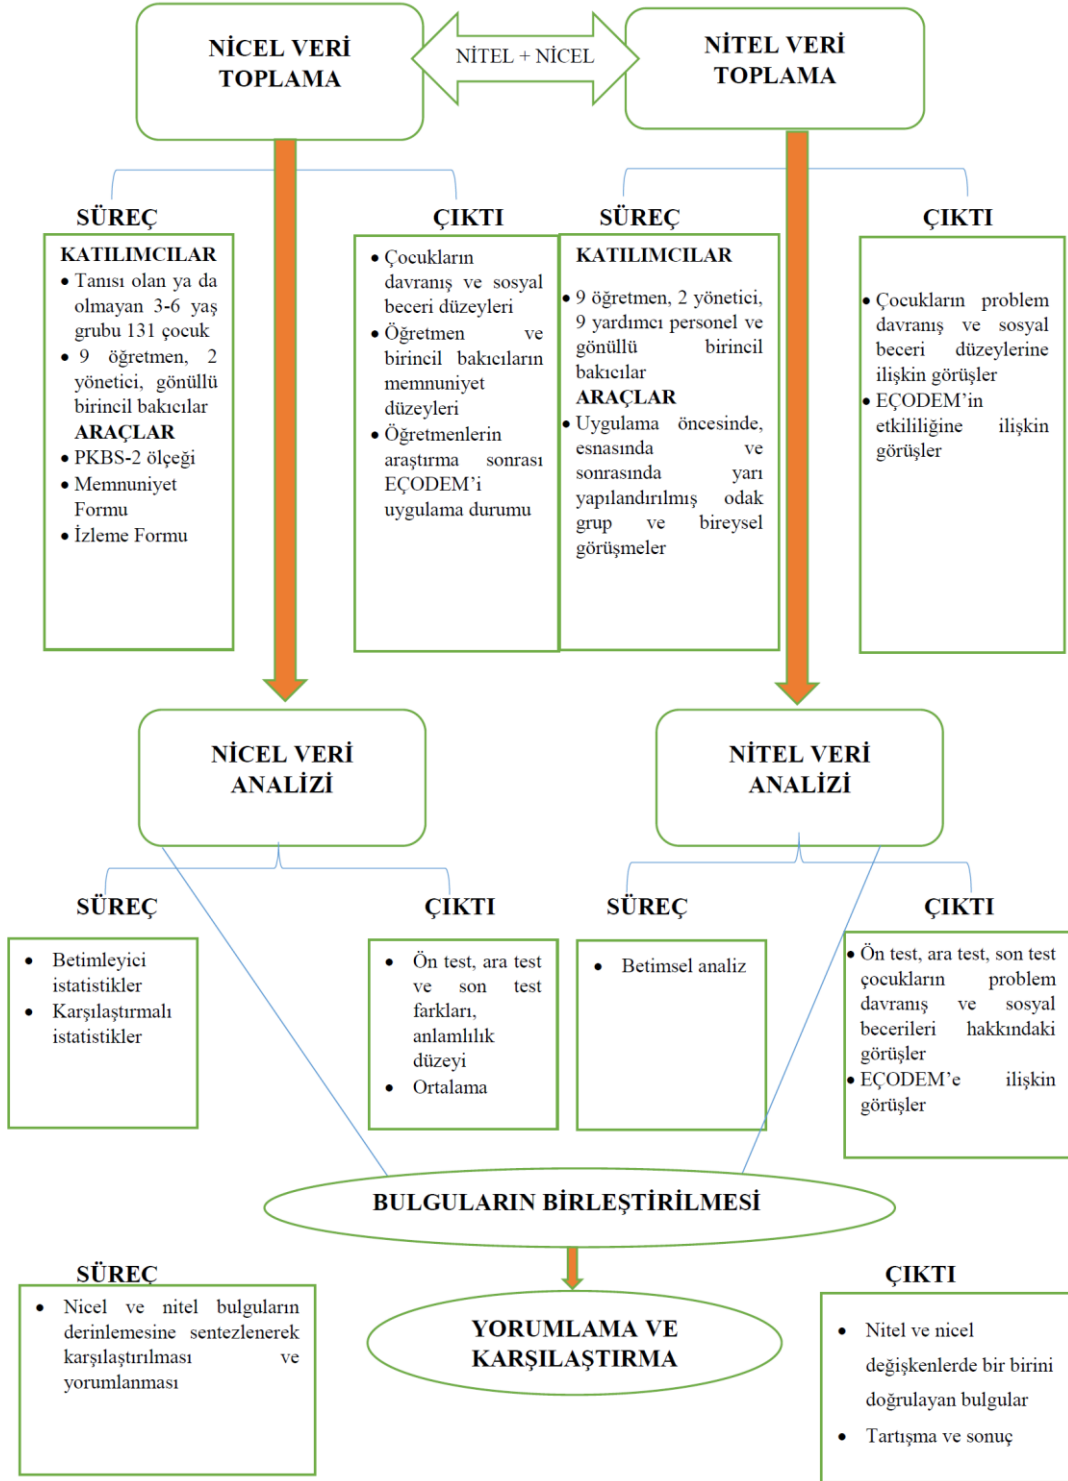 NİCEL VERİ
TOPLAMA
NİTEL + NİCEL
NİTEL VERİ
TOPLAMA
SÜREÇ
KATILIMCILAR
• Tanısı olan ya da
olmayan 3-6 yaş
grubu 131 çocuk
• 9 öğretmen, 2
yönetici, gönüllü
birincil bakıcılar
ARAÇLAR
• PKBS-2 ölçeği
• Memnuniyet
Formu
• İzleme Formu
ÇIKTI
• Çocukların
davranış ve sosyal
beceri düzeyleri
• Öğretmen ve
birincil bakıcıların
memnuniyet
düzeyleri
• Öğretmenlerin
araştırma sonrası
EÇODEM’i
uygulama durumu
SÜREÇ
KATILIMCILAR
• 9 öğretmen, 2 yönetici,
9 yardımcı personel ve
gönüllü birincil
bakıcılar
ARAÇLAR
• Uygulama öncesinde,
esnasında ve
sonrasında yarı
yapılandırılmış odak
grup ve bireysel
görüşmeler
ÇIKTI
• Çocukların problem
davranış ve sosyal
beceri düzeylerine
ilişkin görüşler
• EÇODEM’in
etkililiğine ilişkin
görüşler
NİCEL VERİ
ANALİZİ
NİTEL VERİ
ANALİZİ
SÜREÇ
• Betimleyici
istatistikler
• Karşılaştırmalı
istatistikler
ÇIKTI
• Ön test, ara test
ve son test
farkları,
anlamlılık
düzeyi
• Ortalama
SÜREÇ
• Betimsel analiz
ÇIKTI
• Ön test, ara test, son test
çocukların problem
davranış ve sosyal
becerileri hakkındaki
görüşler
• EÇODEM’e ilişkin
görüşler
BULGULARIN BİRLEŞTİRİLMESİ
SÜREÇ
• Nicel ve nitel bulguların
derinlemesine sentezlenerek
karşılaştırılması ve
yorumlanması
YORUMLAMA VE
KARŞILAŞTIRMA
ÇIKTI
• Nitel ve nicel
değişkenlerde bir birini
doğrulayan bulgular
• Tartışma ve sonuç